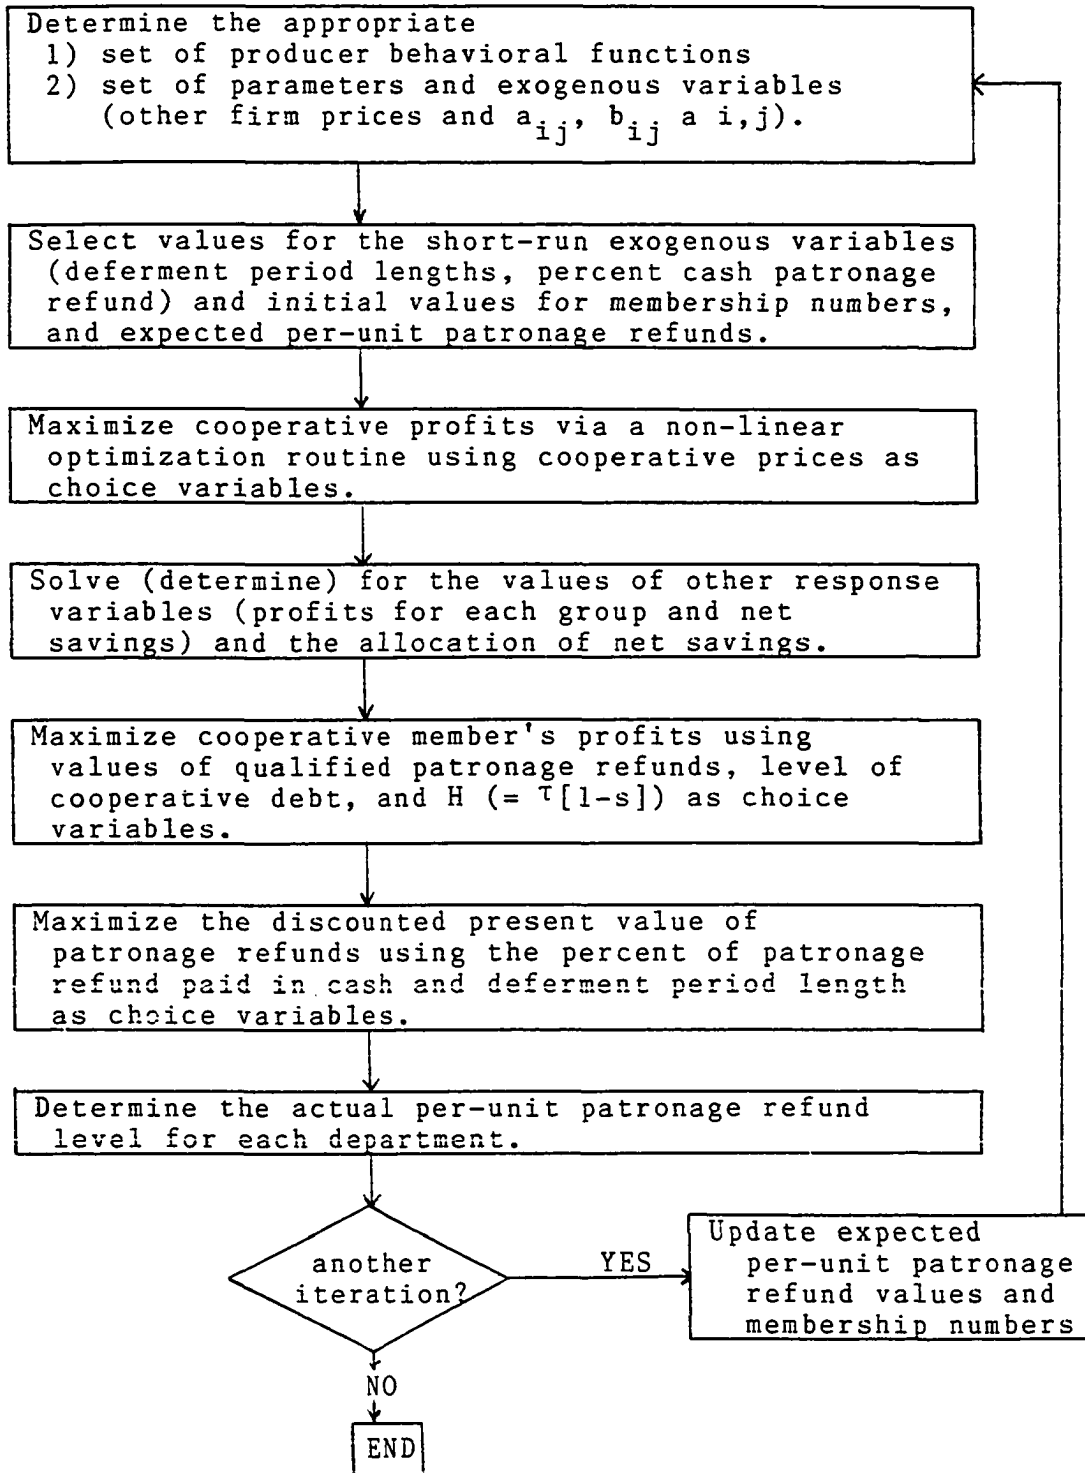 Determine the appropriate
1) set of producer behavioral functions
2) set of parameters and exogenous variables
(other firm prices and a_ij, b_ij a i,j).
Select values for the short-run exogenous variables
(deferment period lengths, percent cash patronage
refund) and initial values for membership numbers,
and expected per-unit patronage refunds.
Maximize cooperative profits via a non-linear
optimization routine using cooperative prices as
choice variables.
Solve (determine) for the values of other response
variables (profits for each group and net
savings) and the allocation of net savings.
Maximize cooperative member's profits using
values of qualified patronage refunds, level of
cooperative debt, and H (= τ[1-s]) as choice
variables.
Maximize the discounted present value of
patronage refunds using the percent of patronage
refund paid in cash and deferment period length
as choice variables.
Determine the actual per-unit patronage refund
level for each department.
another
iteration?
YES
Update expected
per-unit patronage
refund values and
membership numbers
NO
END